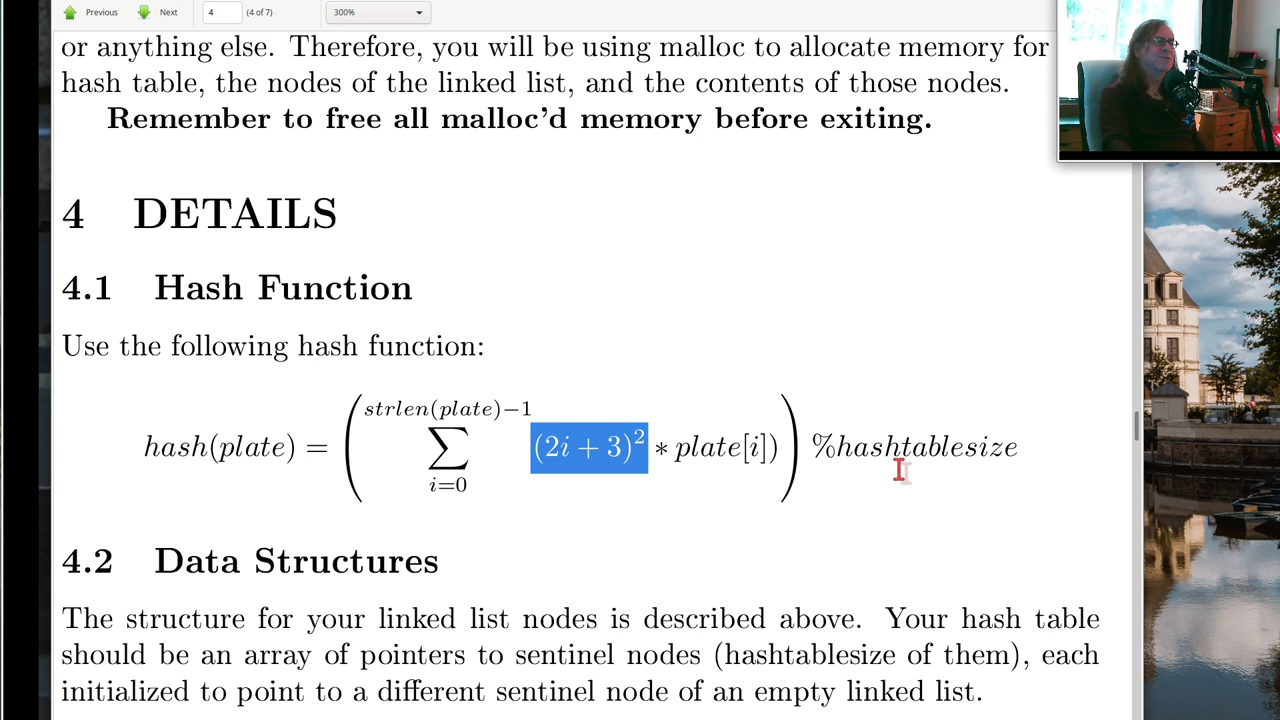 Previous Next 4 (4 of 7) 300%
or anything else. Therefore, you will be using malloc to allocate memory for
hash table, the nodes of the linked list, and the contents of those nodes.
Remember to free all malloc'd memory before exiting.
4 DETAILS
4.1 Hash Function
Use the following hash function:
hash(plate) = ( ∑_{i=0}^{strlen(plate)−1} (2i + 3)² ∗ plate[i]) ) %hashtablesize
4.2 Data Structures
The structure for your linked list nodes is described above. Your hash table
should be an array of pointers to sentinel nodes (hashtablesize of them), each
initialized to point to a different sentinel node of an empty linked list.